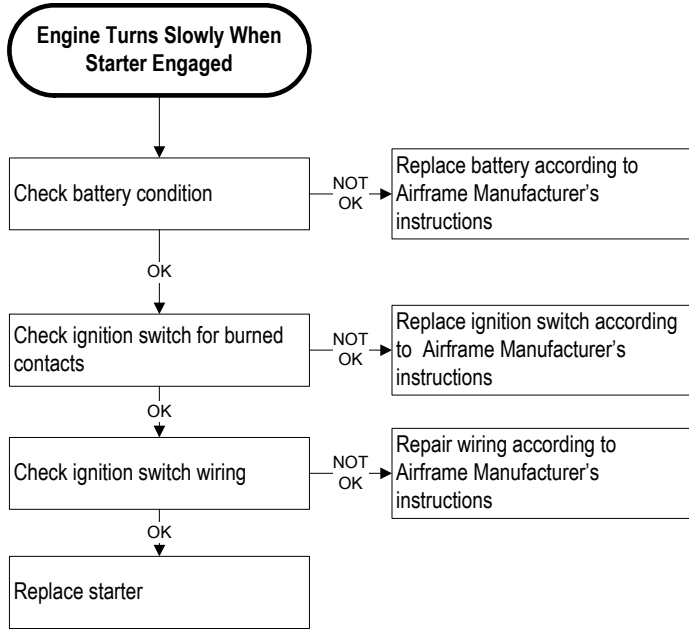 Engine Turns Slowly When
Starter Engaged
Check battery condition
NOT
OK
Replace battery according to
Airframe Manufacturer's
instructions
OK
Check ignition switch for burned
contacts
NOT
OK
Replace ignition switch according
to Airframe Manufacturer's
instructions
OK
Check ignition switch wiring
NOT
OK
Repair wiring according to
Airframe Manufacturer's
instructions
OK
Replace starter